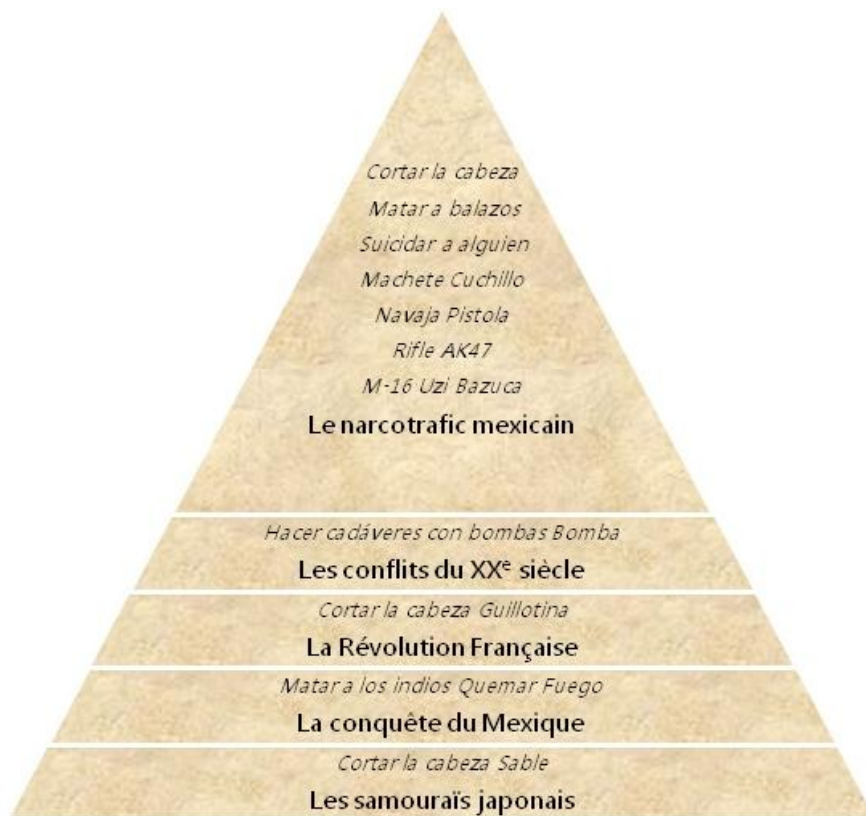 Cortar la cabeza
Matar a balazos
Suicidar a alguien
Machete Cuchillo
Navaja Pistola
Rifle AK47
M-16 Uzi Bazuca
Le narcotrafic mexicain
Hacer cadáveres con bombas Bomba
Les conflits du XXᵉ siècle
Cortar la cabeza Guillotina
La Révolution Française
Matar a los indios Quemar Fuego
La conquête du Mexique
Cortar la cabeza Sable
Les samouraïs japonais